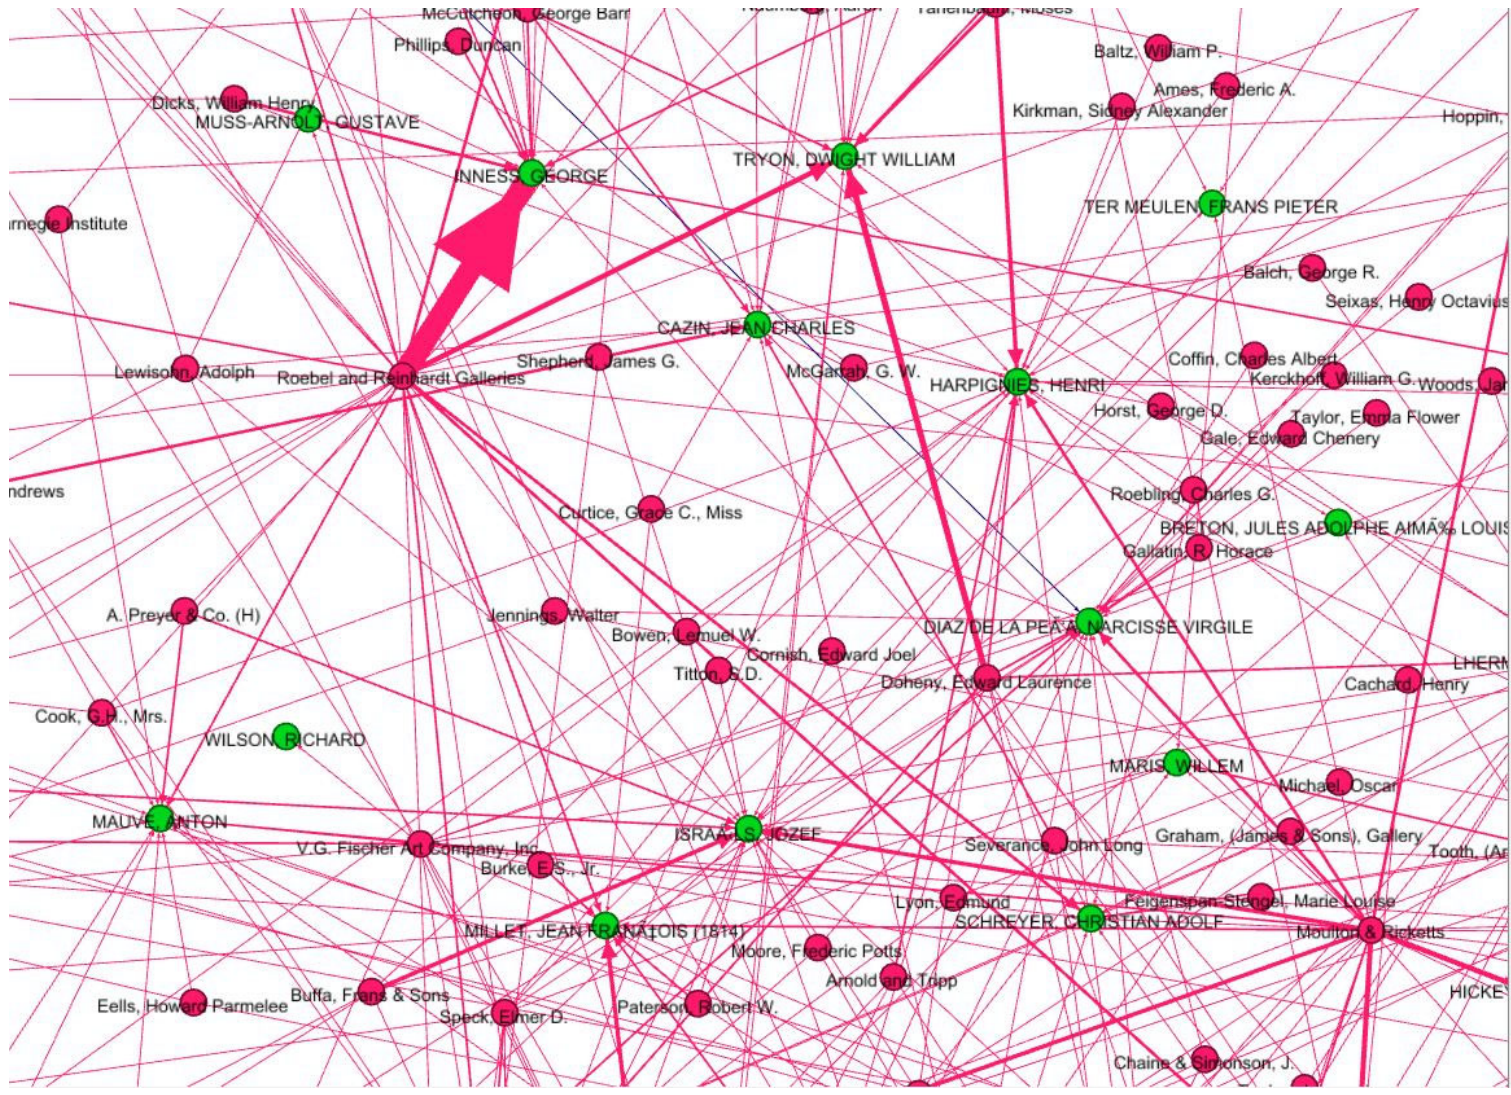 McCutcheon, George Barr
Tanenbaum, Moses
Phillips, Duncan
Baltz, William P.
Ames, Frederic A.
Dicks, William Henry
Kirkman, Sidney Alexander
MUSS-ARNOLT, GUSTAVE
Hoppin,
TRYON, DWIGHT WILLIAM
INNESS, GEORGE
TER MEULEN, FRANS PIETER
rnegie Institute
Balch, George R.
Seixas, Henry Octavius
CAZIN, JEAN CHARLES
Shepherd, James G.
Coffin, Charles Albert
Lewisohn, Adolph
Roebel and Reinhardt Galleries
McGarrah, G. W.
HARPIGNIES, HENRI
Kerckhoff, William G.
Woods, Jar
Horst, George D.
Taylor, Emma Flower
Gale, Edward Chenery
ndrews
Roebling, Charles G.
Curtice, Grace C., Miss
BRETON, JULES ADOLPHE AIMÃ‰ LOUIS
Gallatin, R. Horace
A. Preyer & Co. (H)
Jennings, Walter
Bowen, Lemuel W.
DIAZ DE LA PEÃ‘A, NARCISSE VIRGILE
Cornish, Edward Joel
LHERM
Titton, S.D.
Doheny, Edward Laurence
Cachard, Henry
Cook, G.H., Mrs.
WILSON, RICHARD
MARIS, WILLEM
Michael, Oscar
MAUVE, ANTON
ISRAÃ‹LS, JOZEF
Graham, (James & Sons), Gallery
V.G. Fischer Art Company, Inc.
Severance, John Long
Tooth, (Ar
Burke, E.S., Jr.
Lyon, Edmund
Feigenspan-Stengel, Marie Louise
SCHREYER, CHRISTIAN ADOLF
MILLET, JEAN FRANÃ‡OIS (1814)
Moulton & Ricketts
Moore, Frederic Potts
Arnold and Tripp
HICKE
Buffa, Frans & Sons
Eells, Howard Parmelee
Paterson, Robert W.
Speck, Elmer D.
Chaine & Simonson, J.